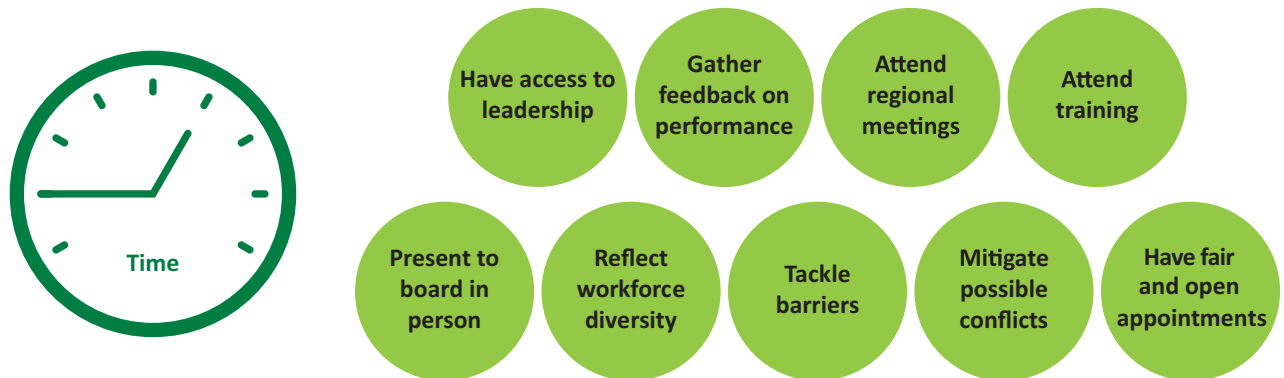 Time
Have access to
leadership
Gather
feedback on
performance
Attend
regional
meetings
Attend
training
Present to
board in
person
Reflect
workforce
diversity
Tackle
barriers
Mitigate
possible
conflicts
Have fair
and open
appointments